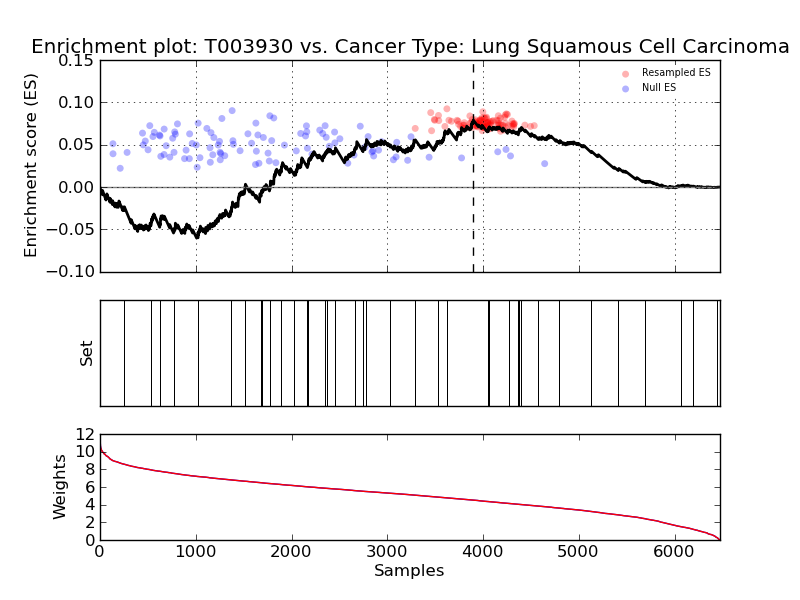 Enrichment plot: T003930 vs. Cancer Type: Lung Squamous Cell Carcinoma
Enrichment score (ES)
0.15
0.10
0.05
0.00
−0.05
−0.10
Resampled ES
Null ES
Set
Weights
12
10
8
6
4
2
0
0 1000 2000 3000 4000 5000 6000
Samples